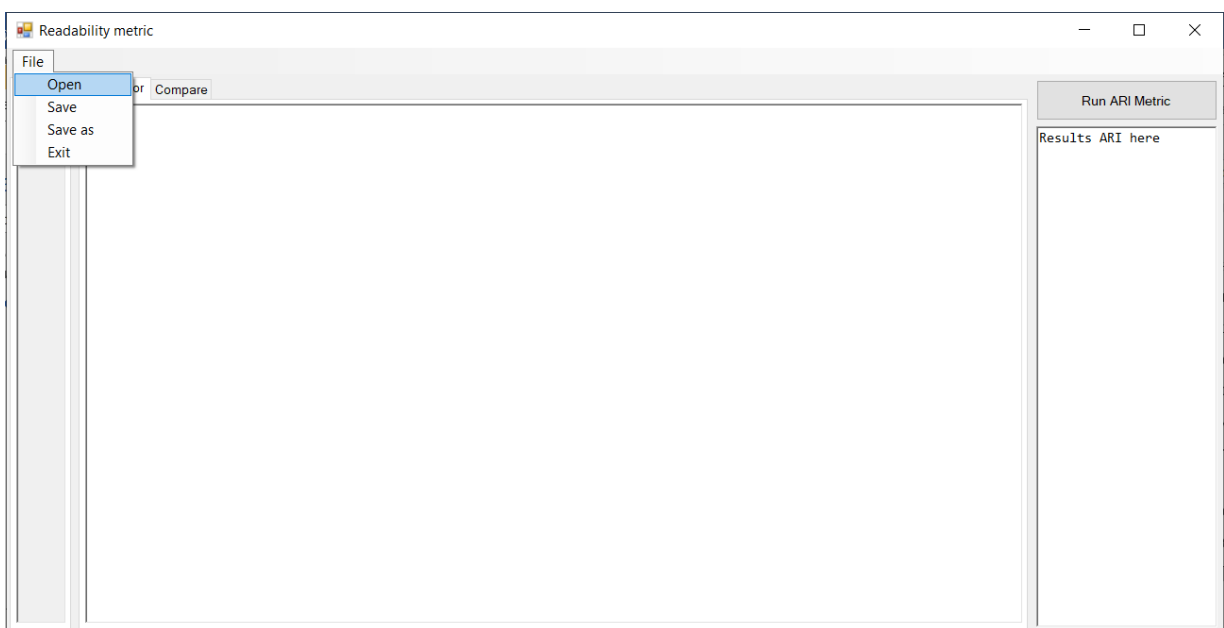 Readability metric
File
Open
or Compare
Run ARI Metric
Save
Results ARI here
Save as
Exit